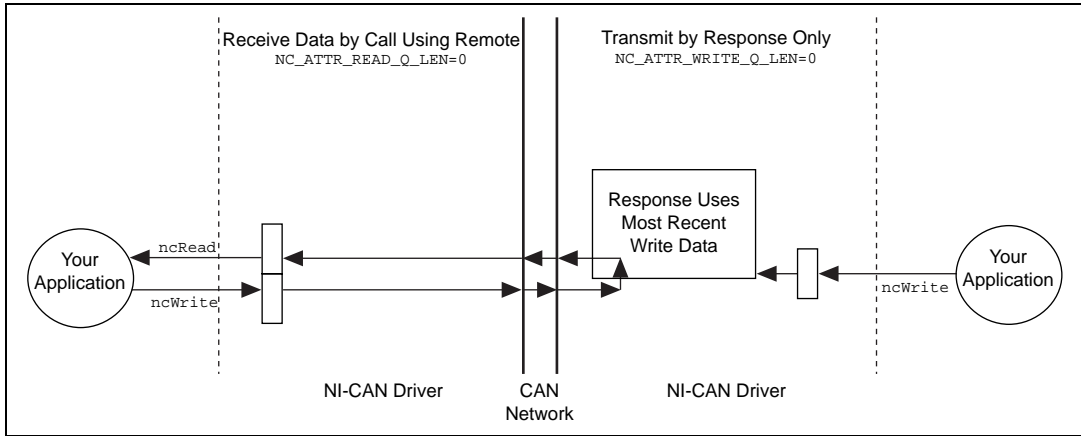 Receive Data by Call Using Remote
NC_ATTR_READ_Q_LEN=0
Transmit by Response Only
NC_ATTR_WRITE_Q_LEN=0
Response Uses
Most Recent
Write Data
Your
Application
ncRead
ncWrite
ncWrite
Your
Application
NI-CAN Driver
CAN
Network
NI-CAN Driver